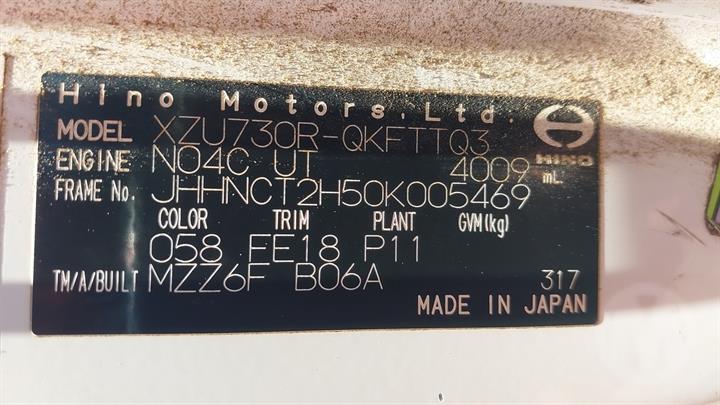 Hino Motors, Ltd.
MODEL XZU730R-QKFTTQ3
ENGINE N04C UT 4009 mL.
HINO
FRAME No. JHHNCT2H50K005469
COLOR TRIM PLANT GVM(kg)
058 FE18 P11
TM/A/BUILT MZZ6F B06A 317
MADE IN JAPAN